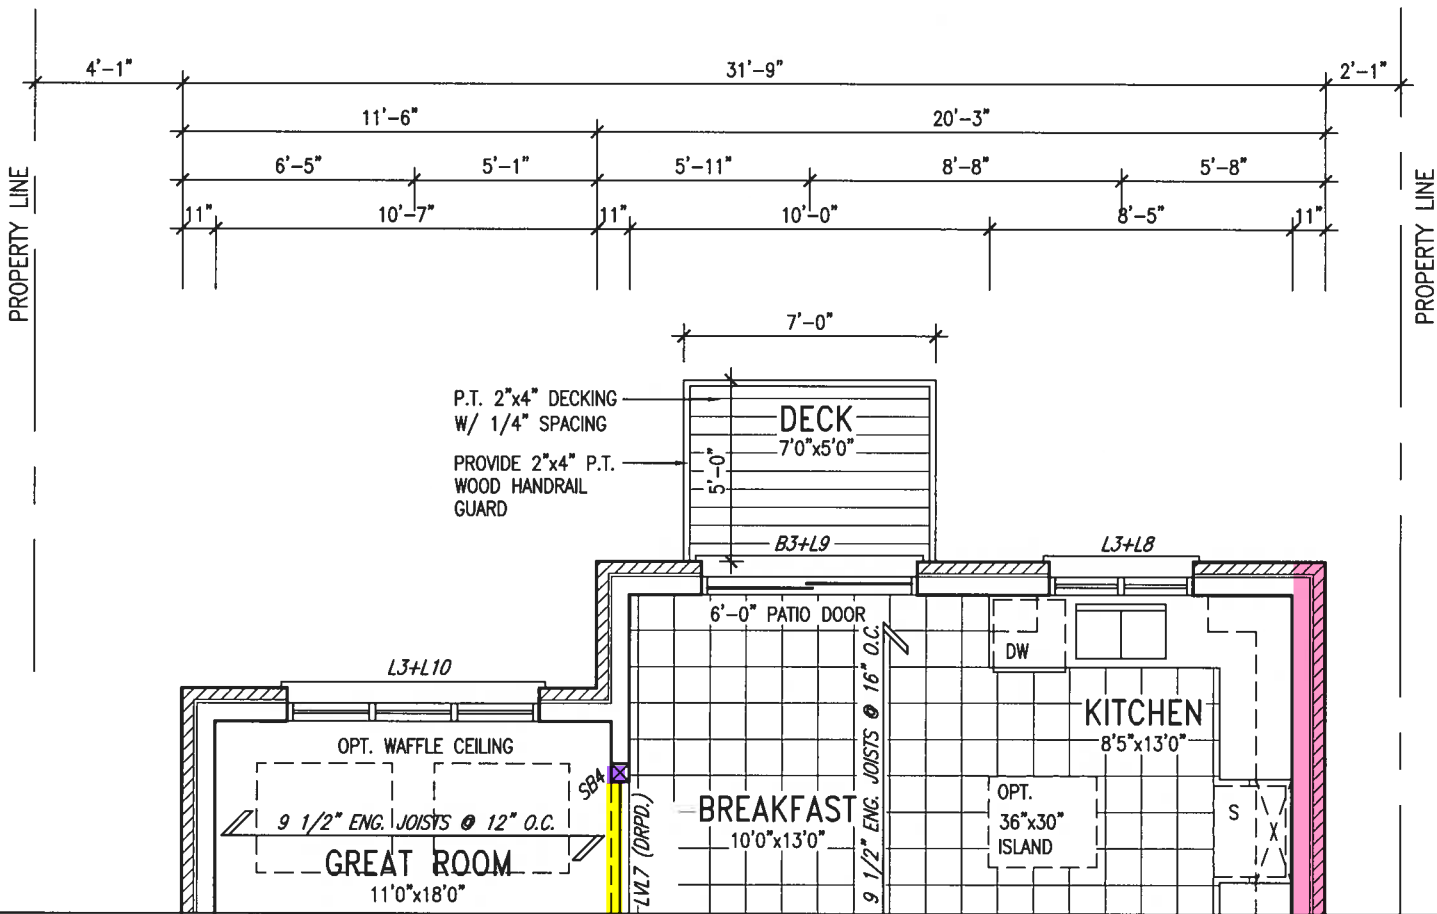 4'-1"
31'-9"
2'-1"
11'-6"
20'-3"
6'-5"
5'-1"
5'-11"
8'-8"
5'-8"
11"
10'-7"
11"
10'-0"
8'-5"
11"
PROPERTY LINE
PROPERTY LINE
7'-0"
P.T. 2"x4" DECKING
W/ 1/4" SPACING
PROVIDE 2"x4" P.T.
WOOD HANDRAIL
GUARD
DECK
7'0"x5'0"
5'-0"
B3+L9
L3+L8
6'-0" PATIO DOOR
DW
L3+L10
OPT. WAFFLE CEILING
KITCHEN
8'5"x13'0"
SB4
9 1/2" ENG. JOISTS @ 12" O.C.
GREAT ROOM
11'0"x18'0"
LVL7 (DRPD.)
BREAKFAST
10'0"x13'0"
9 1/2" ENG. JOISTS @ 16" O.C.
OPT.
36"x30"
ISLAND
S